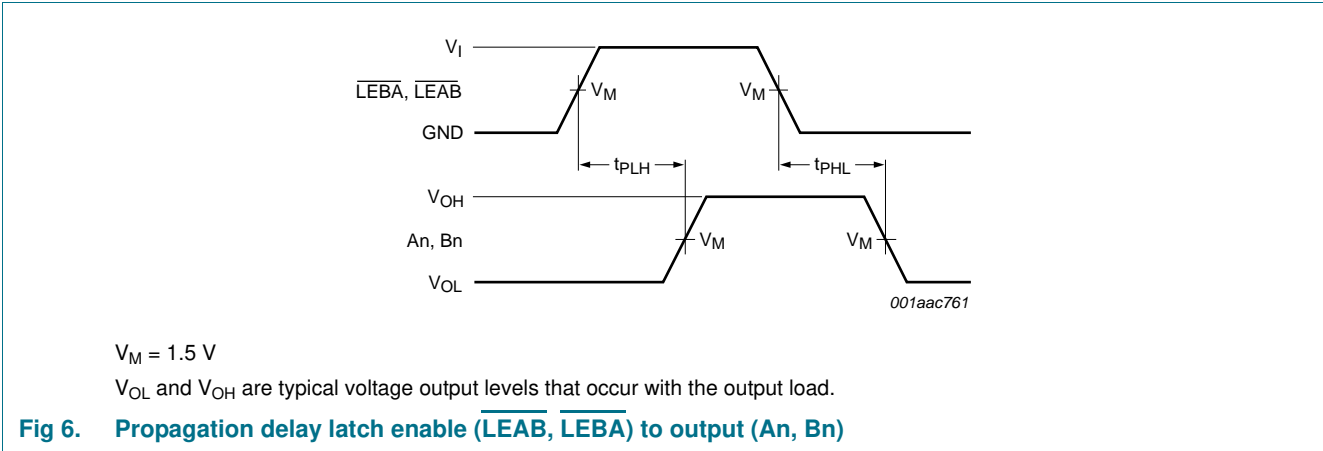 VI
LEBA, LEAB
VM
VM
GND
tPLH
tPHL
VOH
An, Bn
VM
VM
VOL
001aac761
VM = 1.5 V
VOL and VOH are typical voltage output levels that occur with the output load.
Fig 6. Propagation delay latch enable (LEAB, LEBA) to output (An, Bn)